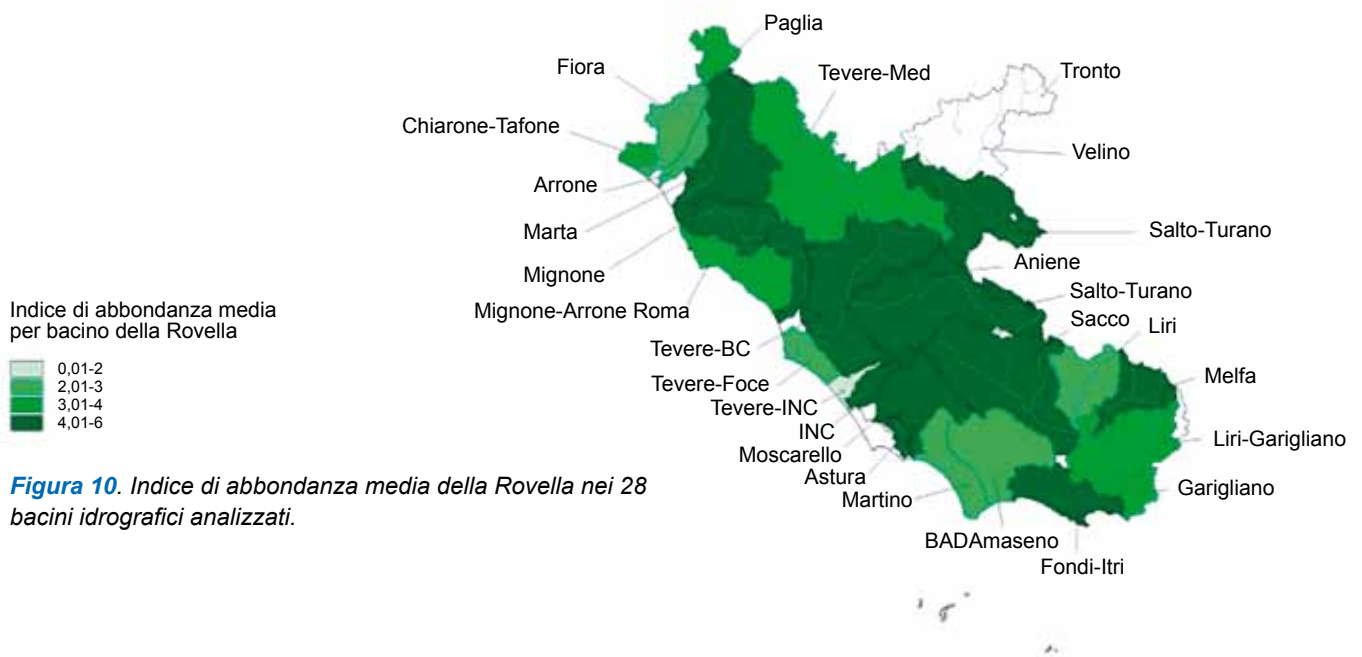 Paglia
Fiora
Tevere-Med
Tronto
Chiarone-Tafone
Velino
Arrone
Marta
Salto-Turano
Mignone
Aniene
Mignone-Arrone Roma
Salto-Turano
Sacco
Liri
Indice di abbondanza media
per bacino della Rovella
0,01-2
2,01-3
3,01-4
4,01-6
Tevere-BC
Tevere-Foce
Melfa
Tevere-INC
INC
Moscarello
Liri-Garigliano
Astura
Martino
Garigliano
BADAmaseno
Fondi-Itri
Figura 10. Indice di abbondanza media della Rovella nei 28
bacini idrografici analizzati.